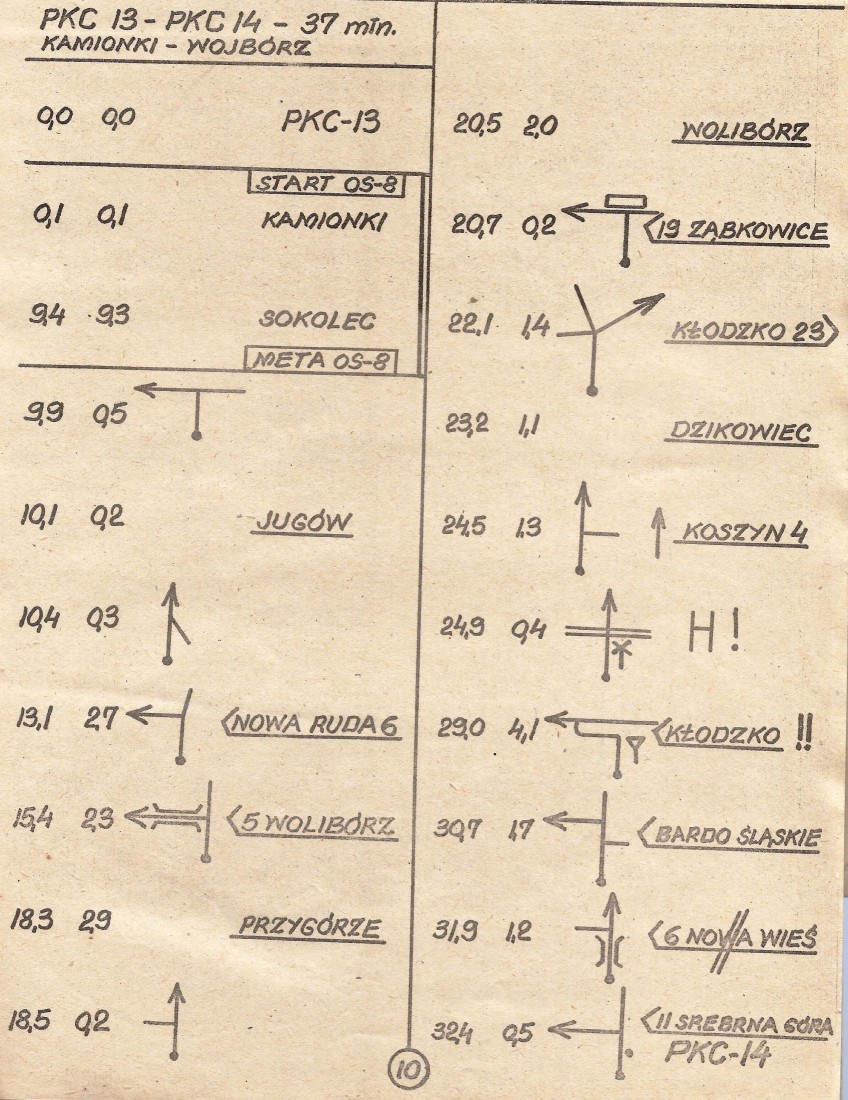 PKC 13 - PKC 14 - 37 min.
KAMIONKI - WOJBÓRZ
0,0 0,0 PKC-13
START OS-8
0,1 0,1 KAMIONKI
9,4 9,3 SOKOLEC
META OS-8
9,9 0,5
10,1 0,2 JUGÓW
10,4 0,3
13,1 2,7 NOWA RUDA 6
15,4 2,3 5 WOLIBÓRZ
18,3 2,9 PRZYGÓRZE
18,5 0,2
20,5 2,0 WOLIBÓRZ
20,7 0,2 19 ZĄBKOWICE
22,1 1,4 KŁODZKO 23
23,2 1,1 DZIKOWIEC
24,5 1,3 KOSZYN 4
24,9 0,4 H!
29,0 4,1 KŁODZKO !!
30,7 1,7 BARDO ŚLĄSKIE
31,9 1,2 6 NOWA WIEŚ
32,4 0,5 11 SREBRNA GÓRA
PKC-14
10